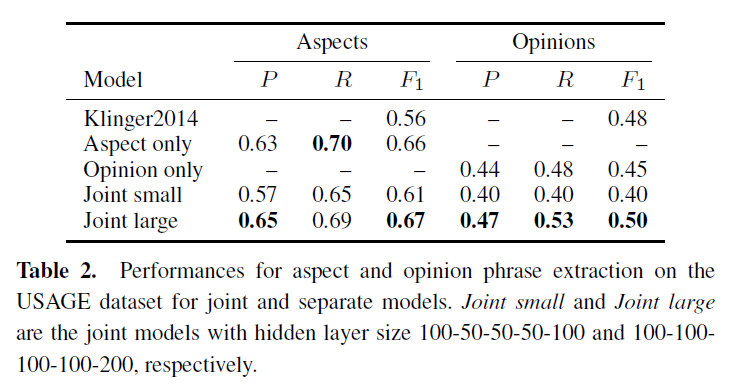 Aspects Opinions
Model P R F1 P R F1
Klinger2014 – – 0.56 – – 0.48
Aspect only 0.63 0.70 0.66 – – –
Opinion only – – – 0.44 0.48 0.45
Joint small 0.57 0.65 0.61 0.40 0.40 0.40
Joint large 0.65 0.69 0.67 0.47 0.53 0.50
Table 2. Performances for aspect and opinion phrase extraction on the
USAGE dataset for joint and separate models. Joint small and Joint large
are the joint models with hidden layer size 100-50-50-50-100 and 100-100-
100-100-200, respectively.